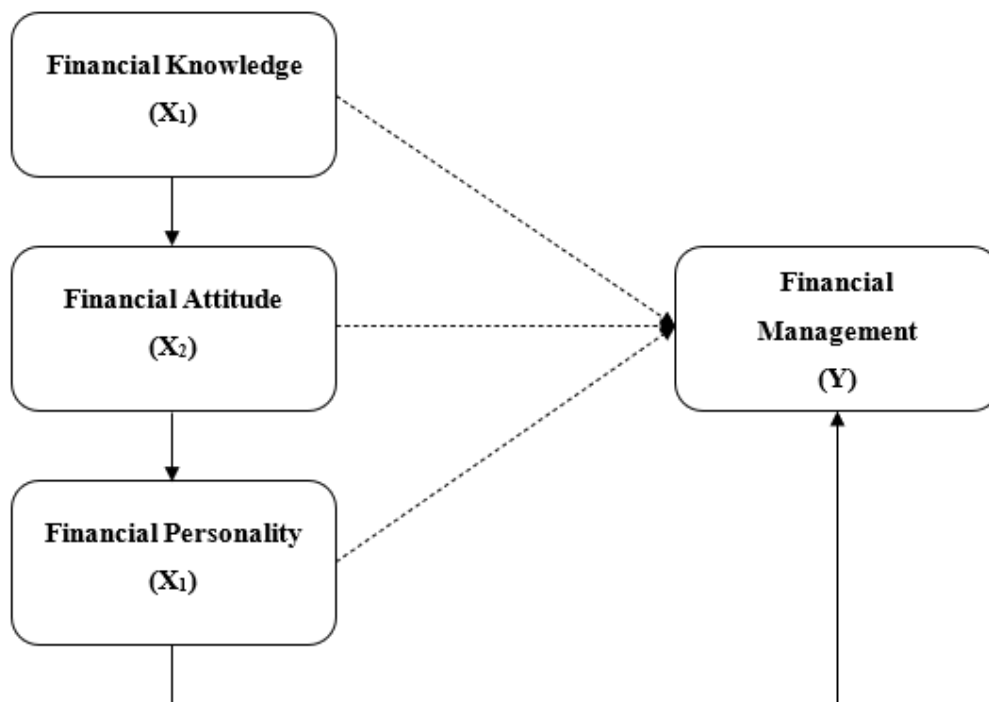 Financial Knowledge
(X₁)
Financial Attitude
(X₂)
Financial Personality
(X₁)
Financial
Management
(Y)